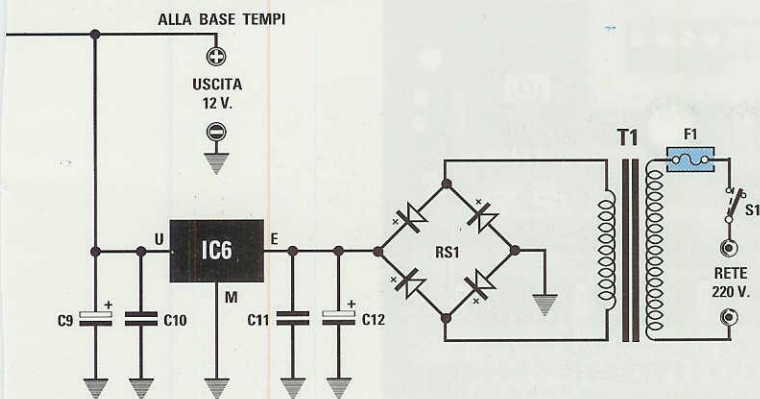 ALLA BASE TEMPI
USCITA
12 V.
T1
F1
S1
U
IC6
E
RS1
RETE
220 V.
M
C9
+
C10
C11
+
C12